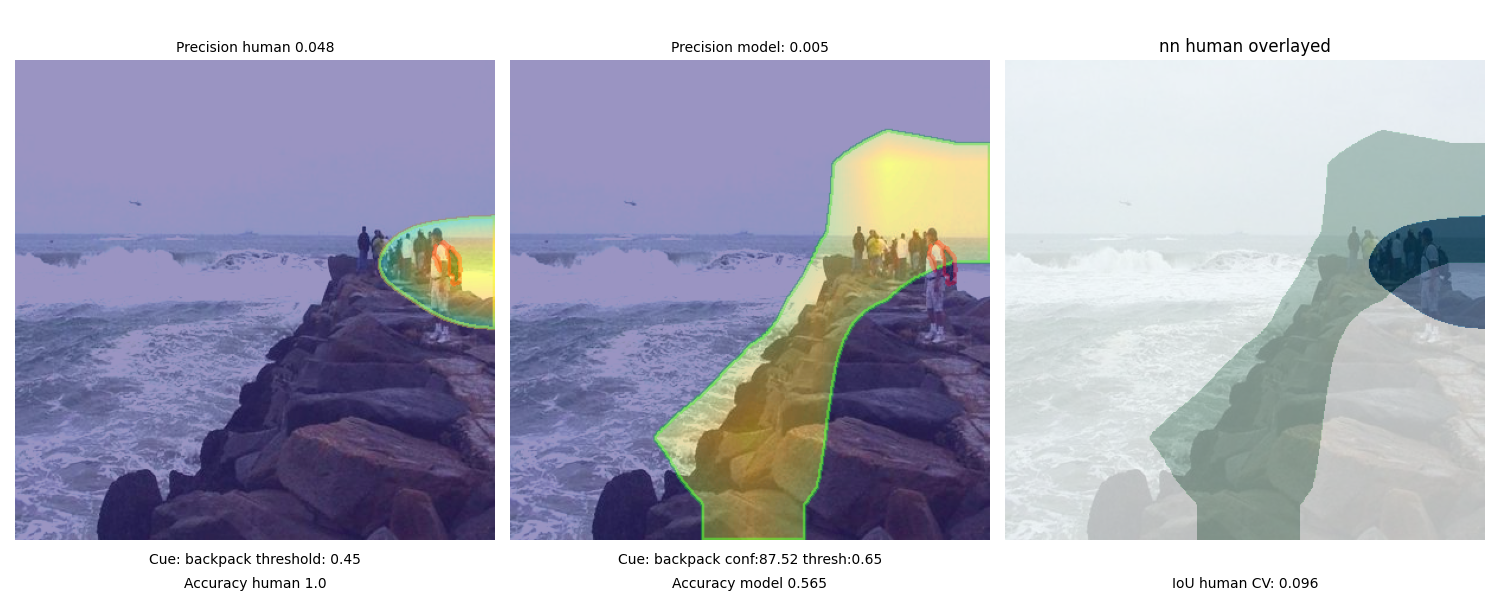 Precision human 0.048
Precision model: 0.005
nn human overlayed
Cue: backpack threshold: 0.45
Accuracy human 1.0
Cue: backpack conf:87.52 thresh:0.65
Accuracy model 0.565
IoU human CV: 0.096